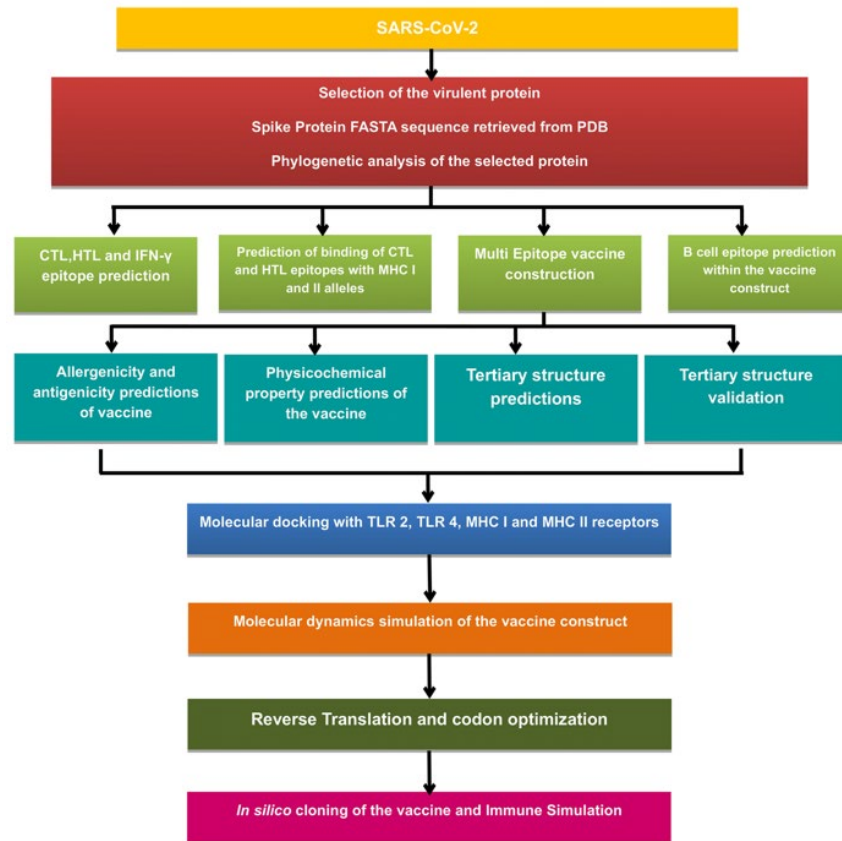 SARS-CoV-2
Selection of the virulent protein
Spike Protein FASTA sequence retrieved from PDB
Phylogenetic analysis of the selected protein
CTL,HTL and IFN-γ
epitope prediction
Prediction of binding of CTL
and HTL epitopes with MHC I
and II alleles
Multi Epitope vaccine
construction
B cell epitope prediction
within the vaccine
construct
Allergenicity and
antigenicity predictions
of vaccine
Physicochemical
property predictions of
the vaccine
Tertiary structure
predictions
Tertiary structure
validation
Molecular docking with TLR 2, TLR 4, MHC I and MHC II receptors
Molecular dynamics simulation of the vaccine construct
Reverse Translation and codon optimization
In silico cloning of the vaccine and Immune Simulation